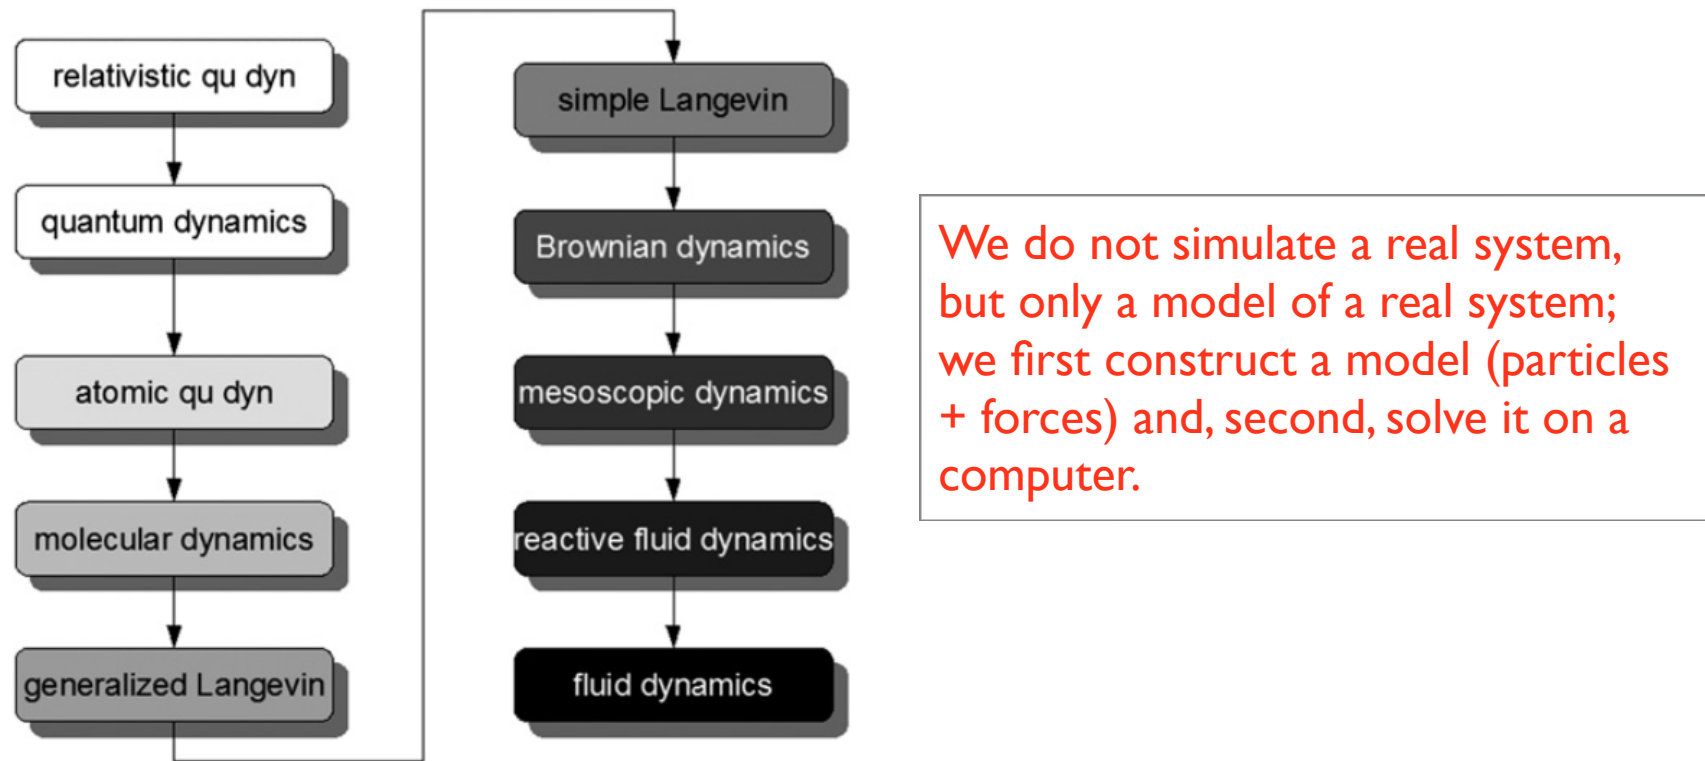 relativistic qu dyn
quantum dynamics
atomic qu dyn
molecular dynamics
generalized Langevin
simple Langevin
Brownian dynamics
mesoscopic dynamics
reactive fluid dynamics
fluid dynamics
We do not simulate a real system,
but only a model of a real system;
we first construct a model (particles
+ forces) and, second, solve it on a
computer.